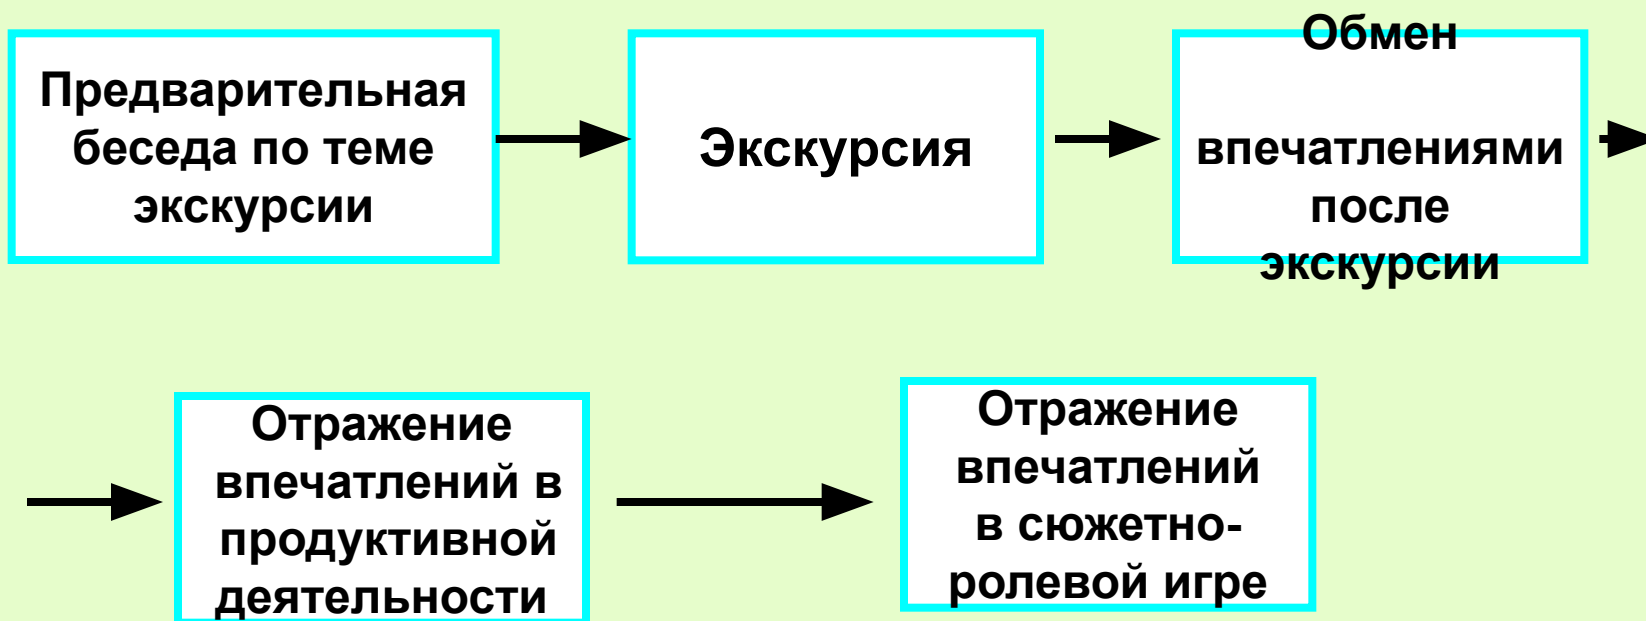 Предварительная
беседа по теме
экскурсии
Экскурсия
Обмен
впечатлениями
после
экскурсии
Отражение
впечатлений в
продуктивной
деятельности
Отражение
впечатлений
в сюжетно-
ролевой игре